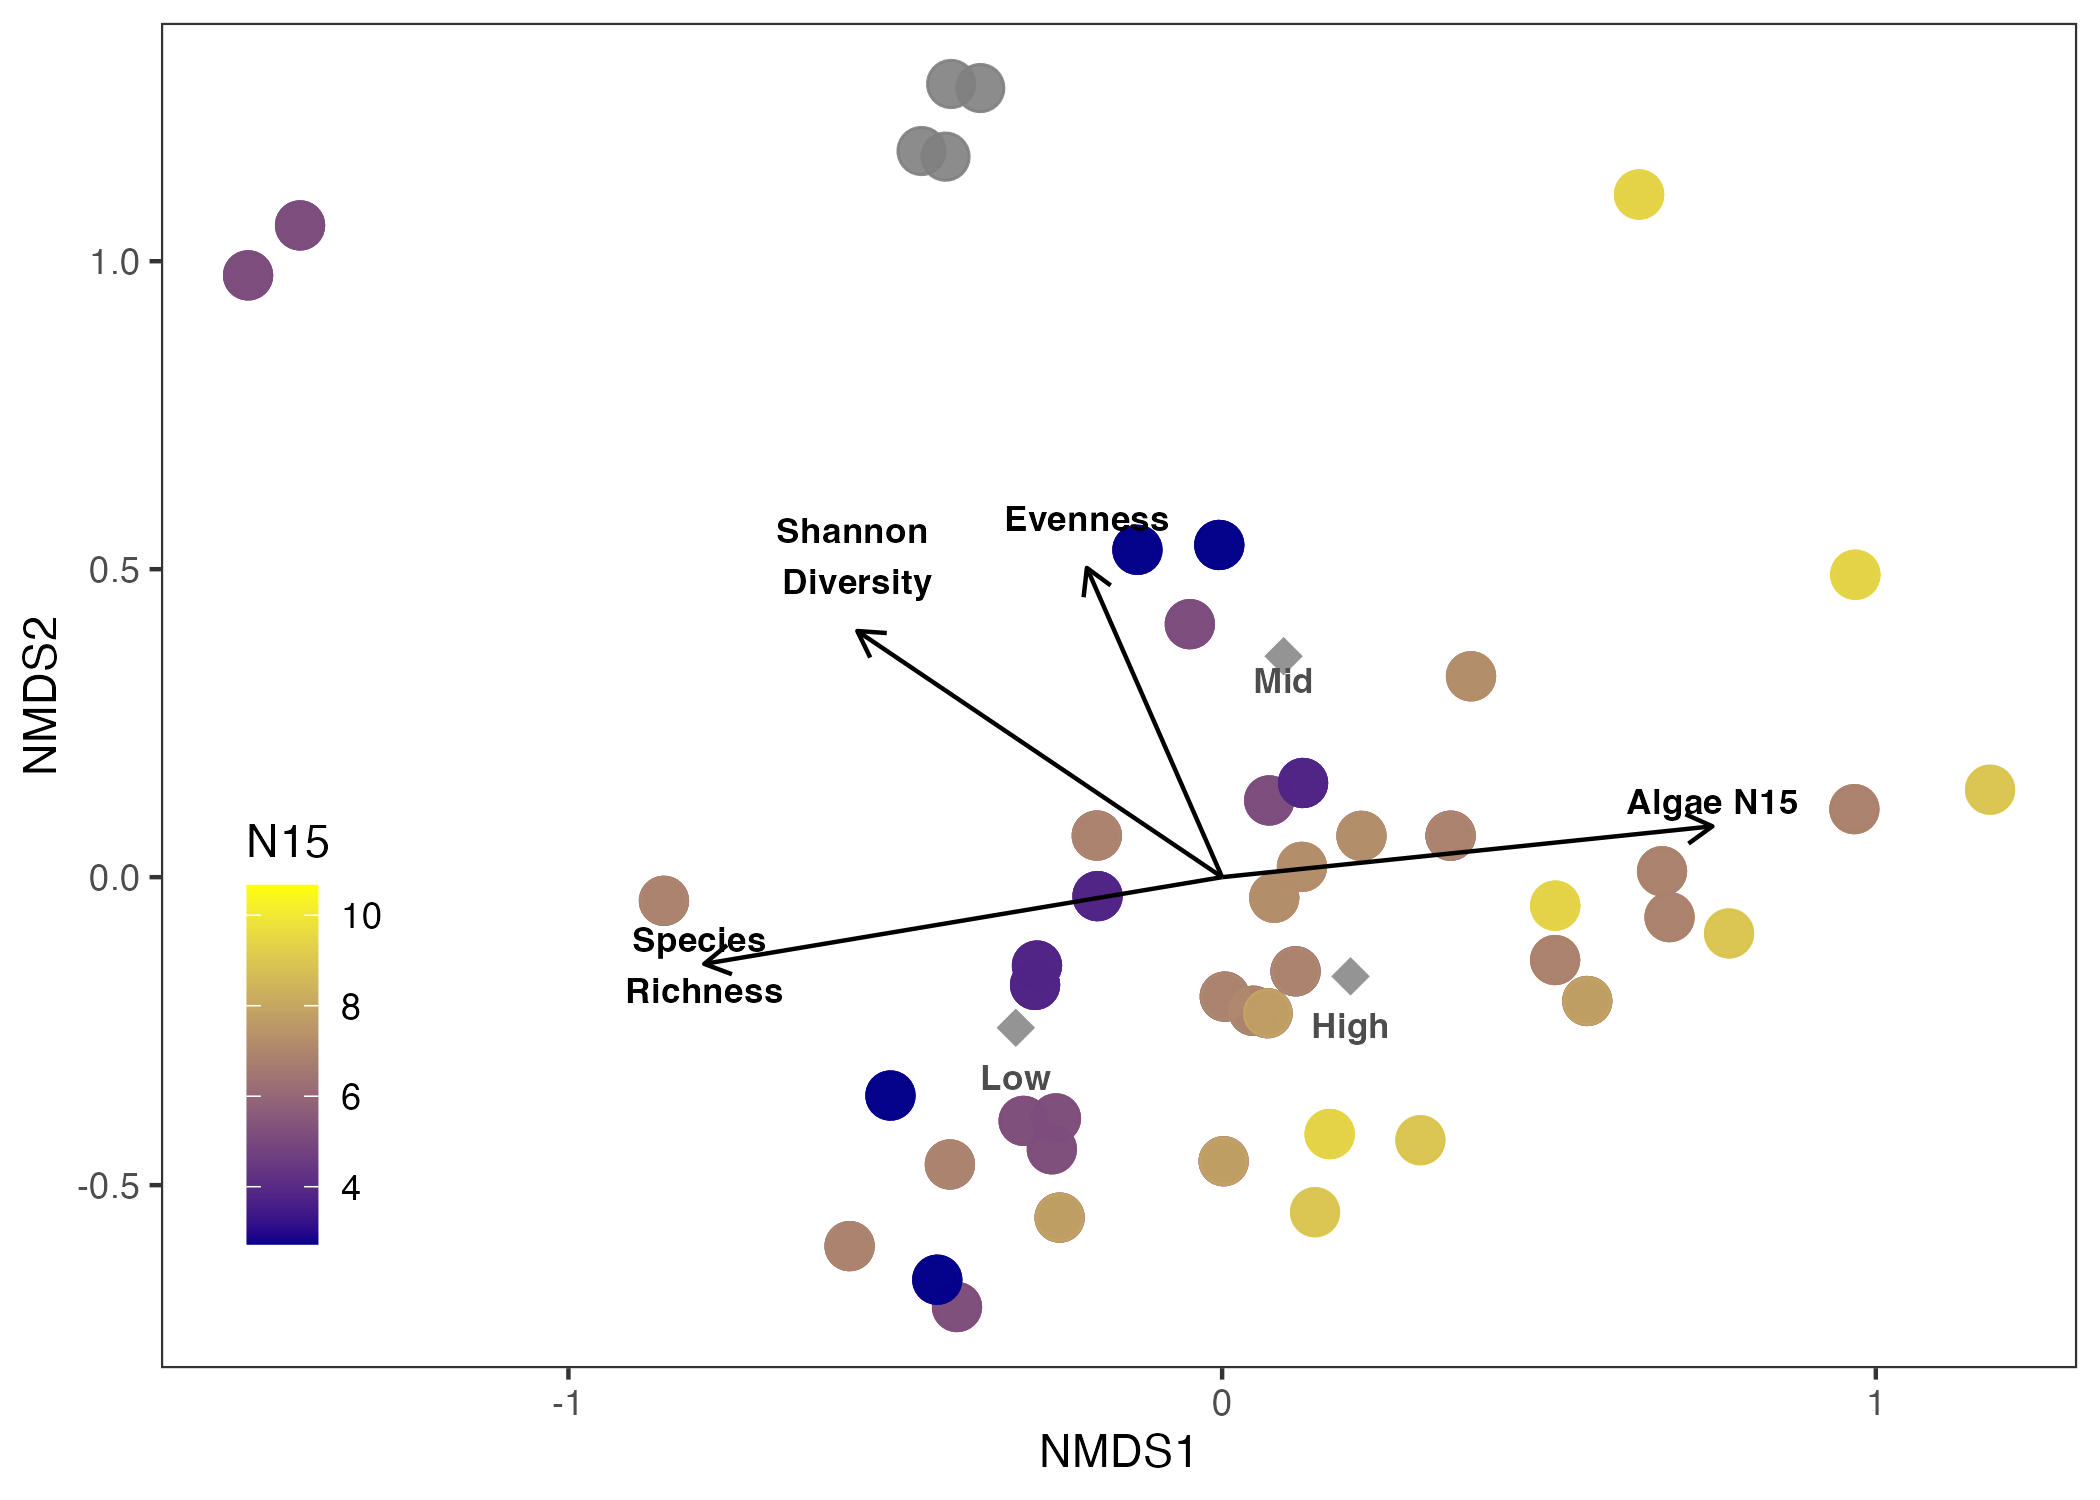 1.0
0.5
0.0
-0.5
NMDS2
Shannon
Diversity
Evenness
Mid
Algae N15
Species
Richness
High
Low
N15
10
8
6
4
-1
0
1
NMDS1